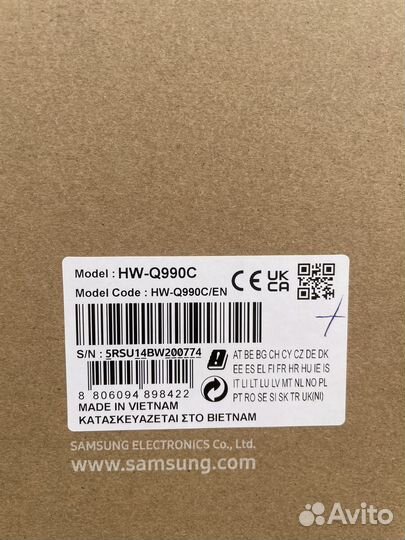 Model : HW-Q990C
Model Code : HW-Q990C/EN
CE UK CA
S/N : 5RSU14BW200774
8 806094 898422
AT BE BG CH CY CZ DE DK
EE ES EL FI FR HR HU IE IS
IT LI LT LU LV MT NL NO PL
PT RO SE SI SK TR UK(NI)
MADE IN VIETNAM
ΚΑΤΑΣΚΕΥΑΖΕΤΑΙ ΣΤΟ ΒΙΕΤΝΑΜ
SAMSUNG ELECTRONICS Co., Ltd.
www.samsung.com
Avito